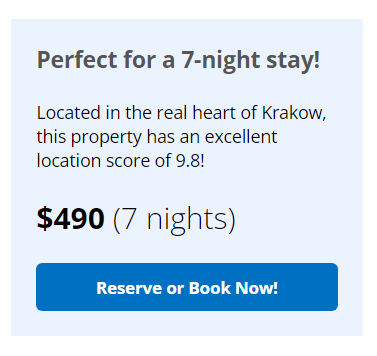 Perfect for a 7-night stay!
Located in the real heart of Krakow,
this property has an excellent
location score of 9.8!
$490 (7 nights)
Reserve or Book Now!